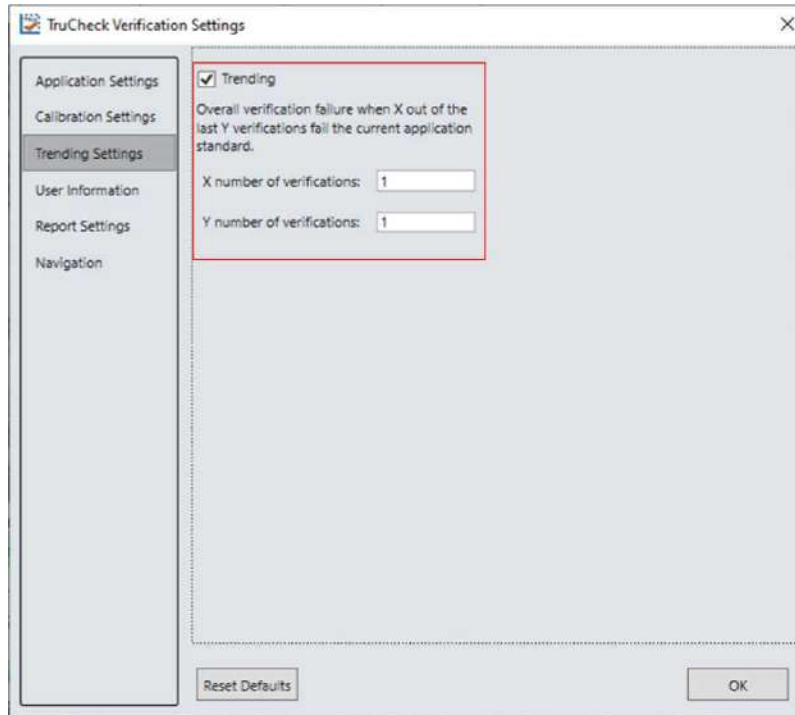 TruCheck Verification Settings
Application Settings
Calibration Settings
Trending Settings
User Information
Report Settings
Navigation
Trending
Overall verification failure when X out of the
last Y verifications fail the current application
standard.
X number of verifications: 1
Y number of verifications: 1
Reset Defaults
OK